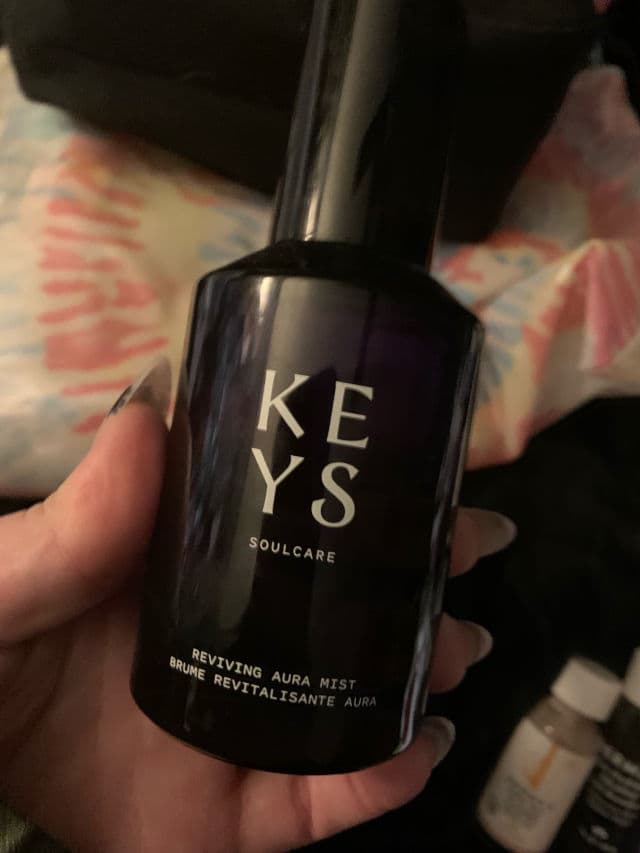 KE
YS
SOULCARE
REVIVING AURA MIST
BRUME REVITALISANTE AURA